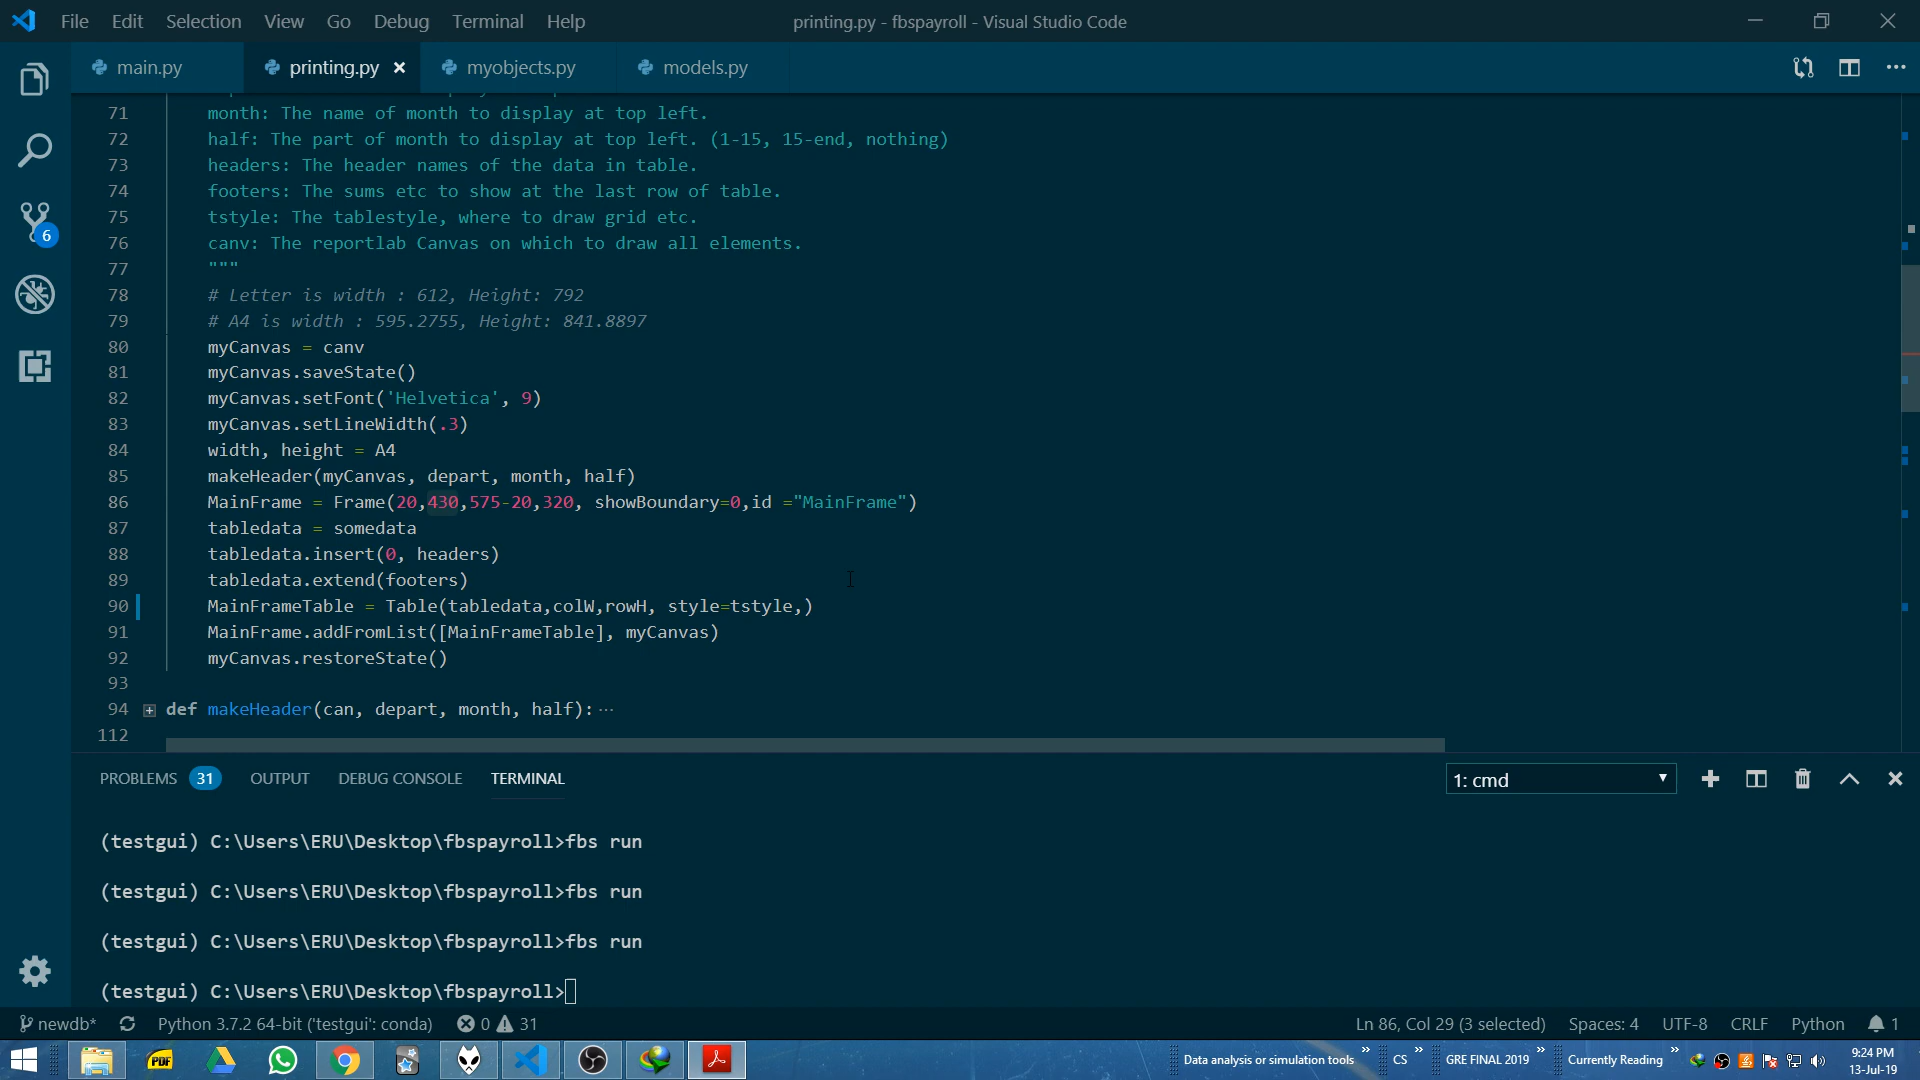 File Edit Selection View Go Debug Terminal Help
printing.py - fbspayroll - Visual Studio Code
main.py printing.py myobjects.py models.py
71 month: The name of month to display at top left.
72 half: The part of month to display at top left. (1-15, 15-end, nothing)
73 headers: The header names of the data in table.
74 footers: The sums etc to show at the last row of table.
75 tstyle: The tablestyle, where to draw grid etc.
76 canv: The reportlab Canvas on which to draw all elements.
77 """
78 # Letter is width : 612, Height: 792
79 # A4 is width : 595.2755, Height: 841.8897
80 myCanvas = canv
81 myCanvas.saveState()
82 myCanvas.setFont('Helvetica', 9)
83 myCanvas.setLineWidth(.3)
84 width, height = A4
85 makeHeader(myCanvas, depart, month, half)
86 MainFrame = Frame(20,430,575-20,320, showBoundary=0,id ="MainFrame")
87 tabledata = somedata
88 tabledata.insert(0, headers)
89 tabledata.extend(footers)
90 MainFrameTable = Table(tabledata,colW,rowH, style=tstyle,)
91 MainFrame.addFromList([MainFrameTable], myCanvas)
92 myCanvas.restoreState()
93
94 def makeHeader(can, depart, month, half):...
112
6
PROBLEMS 31 OUTPUT DEBUG CONSOLE TERMINAL
1: cmd
(testgui) C:\Users\ERU\Desktop\fbspayroll>fbs run
(testgui) C:\Users\ERU\Desktop\fbspayroll>fbs run
(testgui) C:\Users\ERU\Desktop\fbspayroll>fbs run
(testgui) C:\Users\ERU\Desktop\fbspayroll>
newdb* Python 3.7.2 64-bit ('testgui': conda) 0 31
Ln 86, Col 29 (3 selected) Spaces: 4 UTF-8 CRLF Python 1
PDF
Data analysis or simulation tools » CS » GRE FINAL 2019 » Currently Reading »
9:24 PM
13-Jul-19